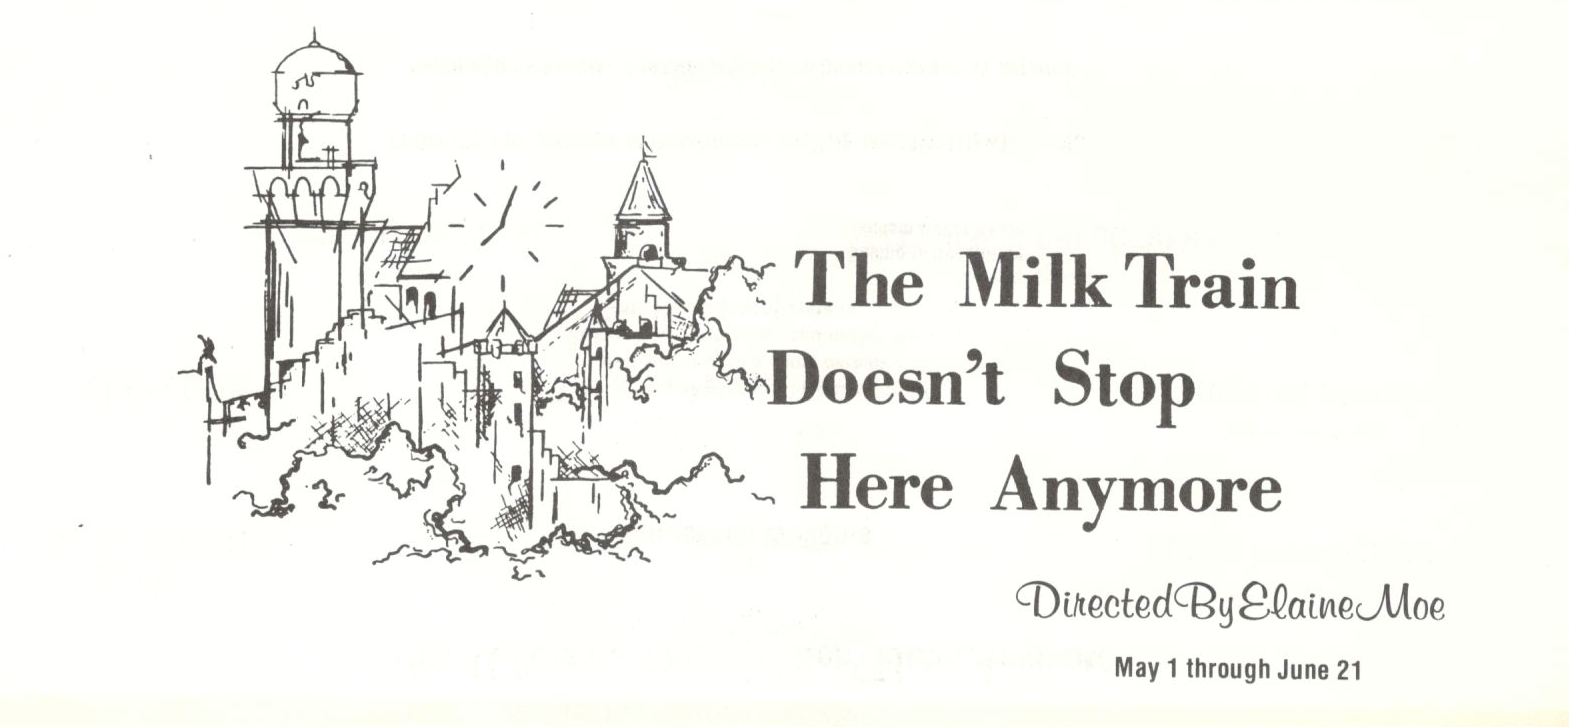 The Milk Train
Doesn't Stop
Here Anymore
Directed By Elaine Moe
May 1 through June 21